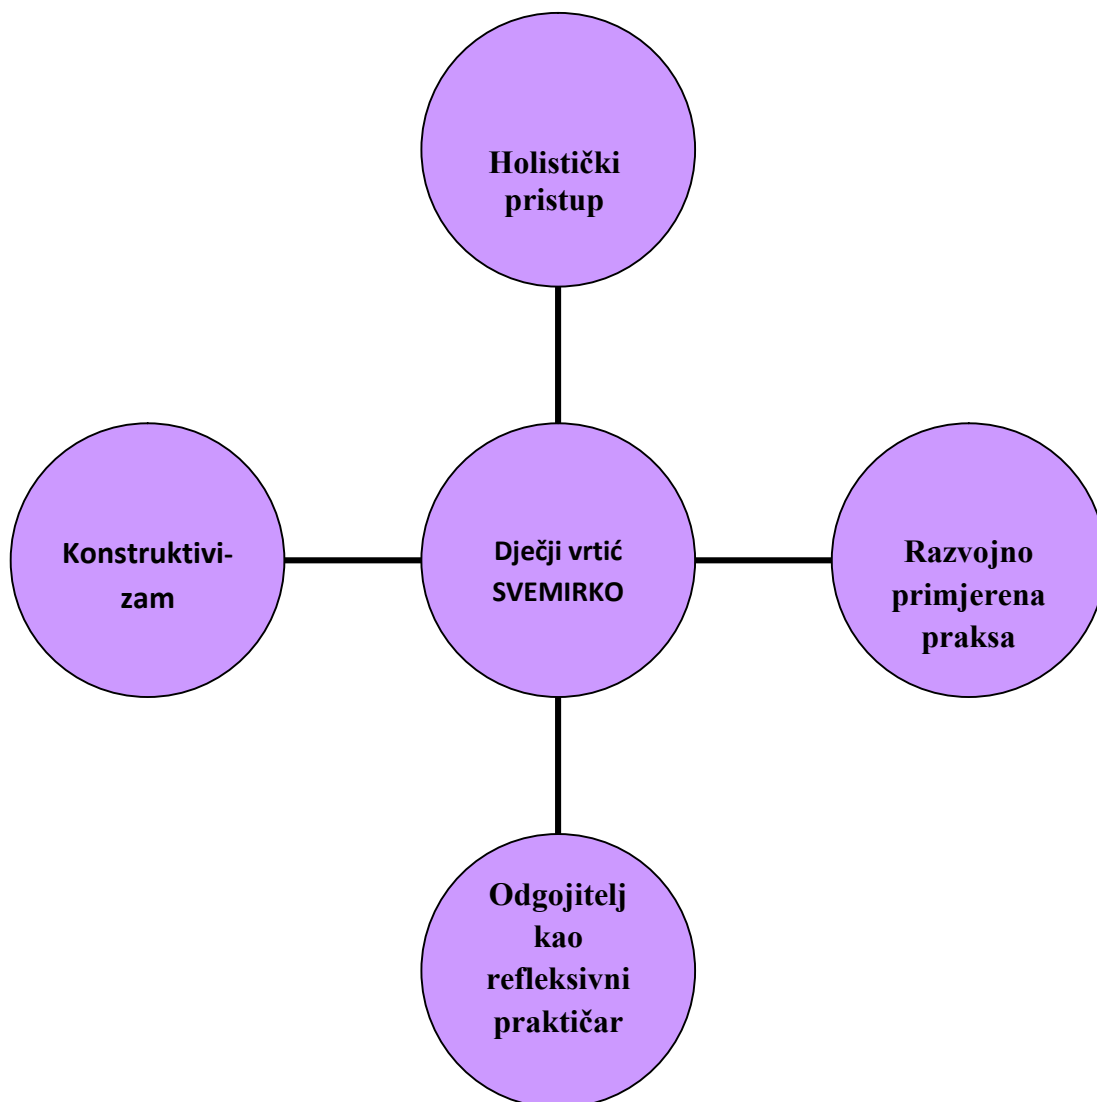 Holistički
pristup
Konstruktivi-
zam
Dječji vrtić
SVEMIRKO
Razvojno
primjerena
praksa
Odgojitelj
kao
refleksivni
praktičar